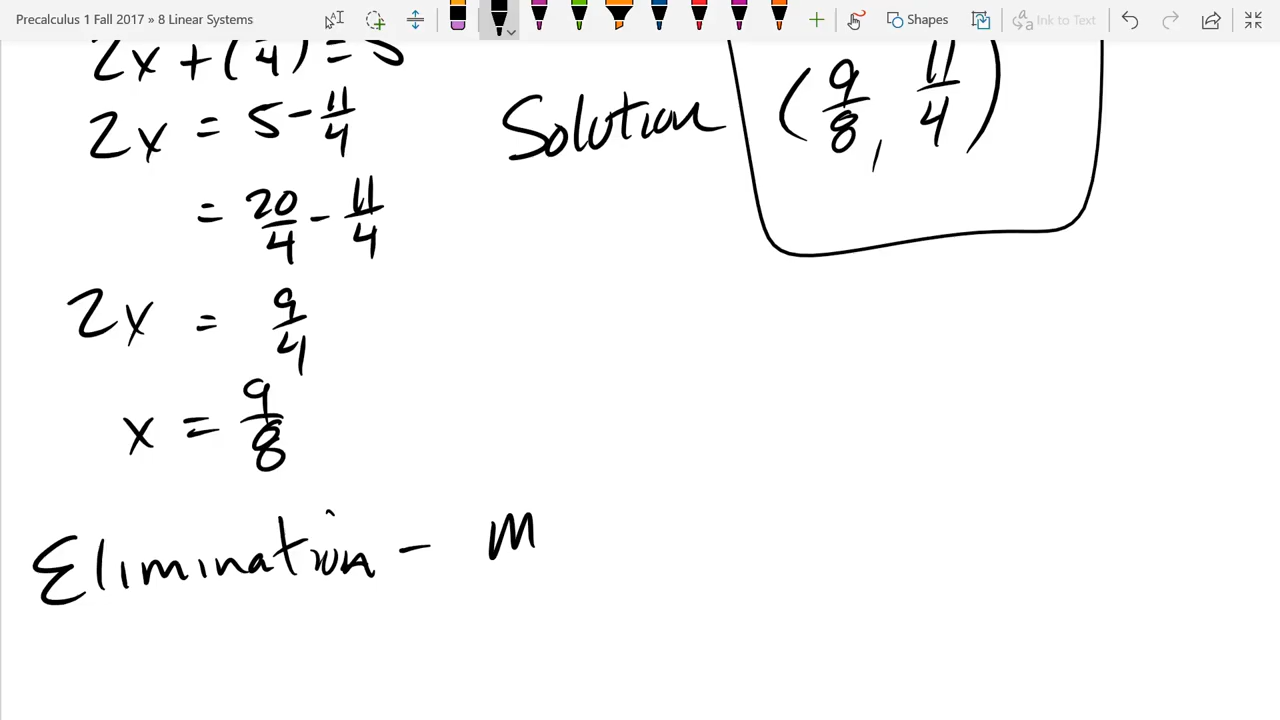 Precalculus 1 Fall 2017 » 8 Linear Systems
Shapes
Ink to Text
2x + ( /4 ) = 5
2x = 5 - 11/4
= 20/4 - 11/4
2x = 9/4
x = 9/8
Solution (9/8, 11/4)
Elimination - M